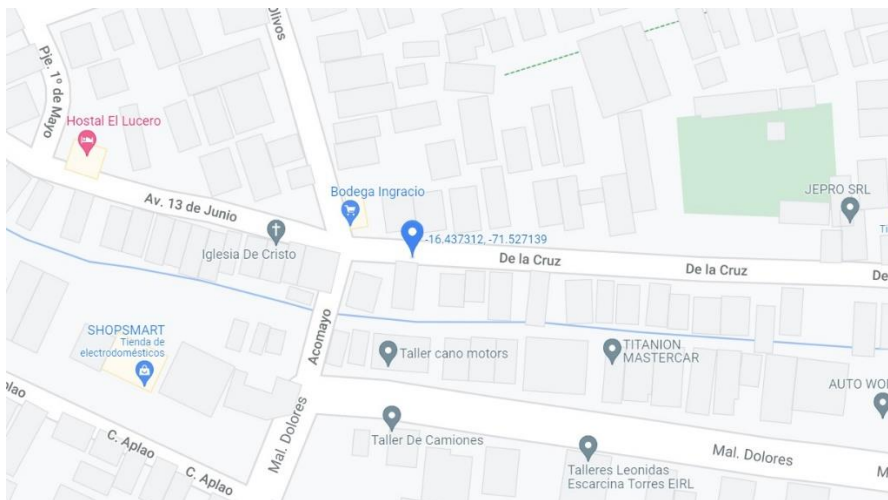 Olivos
Pje. 1º de
Mayo
Hostal El Lucero
Bodega Ingracio
JEPRO SRL
Av. 13 de Junio
-16.437312, -71.527139
Iglesia De Cristo
De la Cruz
De la Cruz
De
SHOPSMART
Tienda de
electrodomésticos
Acomayo
Taller cano motors
TITANION
MASTERCAR
AUTO WO
plao
C. Aplao
C. Aplao
Mal. Dolores
Taller De Camiones
Mal. Dolores
Talleres Leonidas
Escarcina Torres EIRL
M